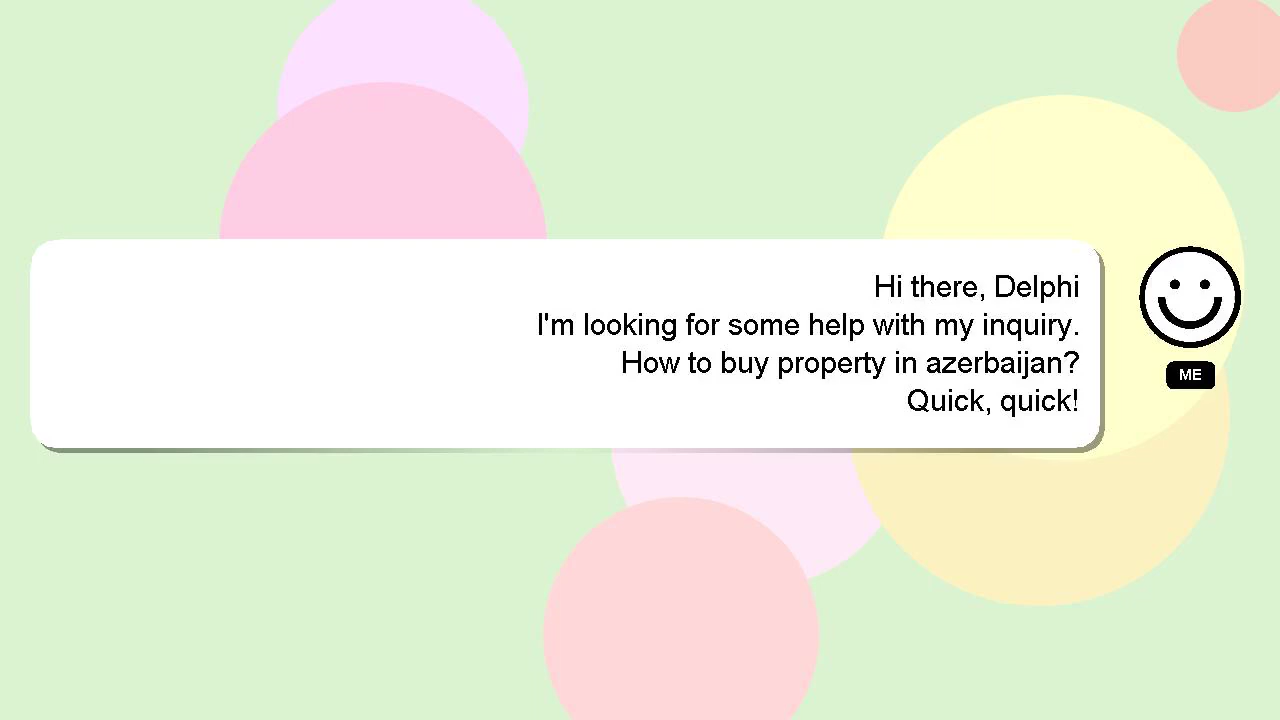 Hi there, Delphi
I'm looking for some help with my inquiry.
How to buy property in azerbaijan?
Quick, quick!
ME